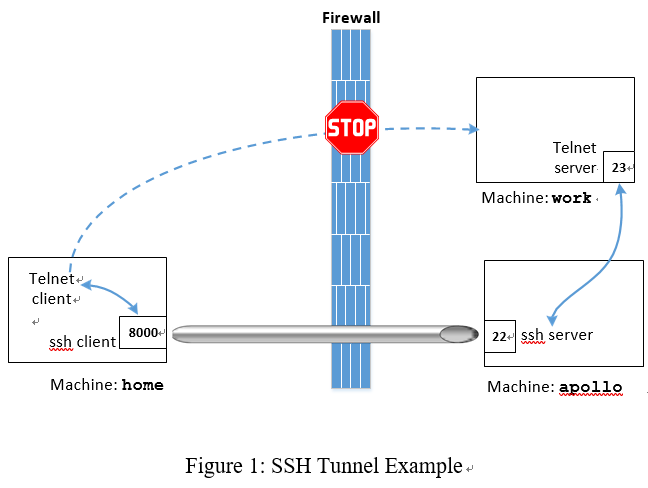 Firewall
STOP
Telnet
server
23
Machine: work
Telnet
client
ssh client
8000
Machine: home
22
ssh server
Machine: apollo
Figure 1: SSH Tunnel Example